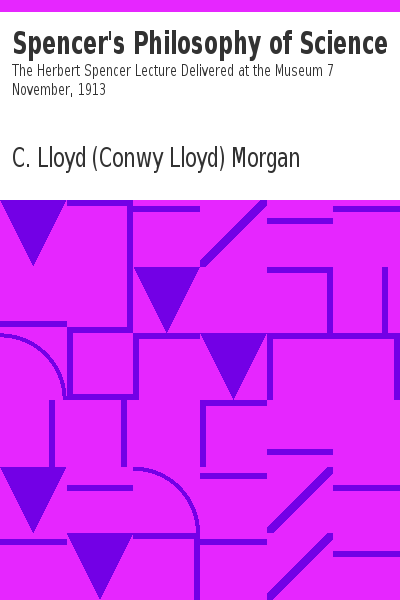 Spencer's Philosophy of Science
The Herbert Spencer Lecture Delivered at the Museum 7
November, 1913
C. Lloyd (Conwy Lloyd) Morgan